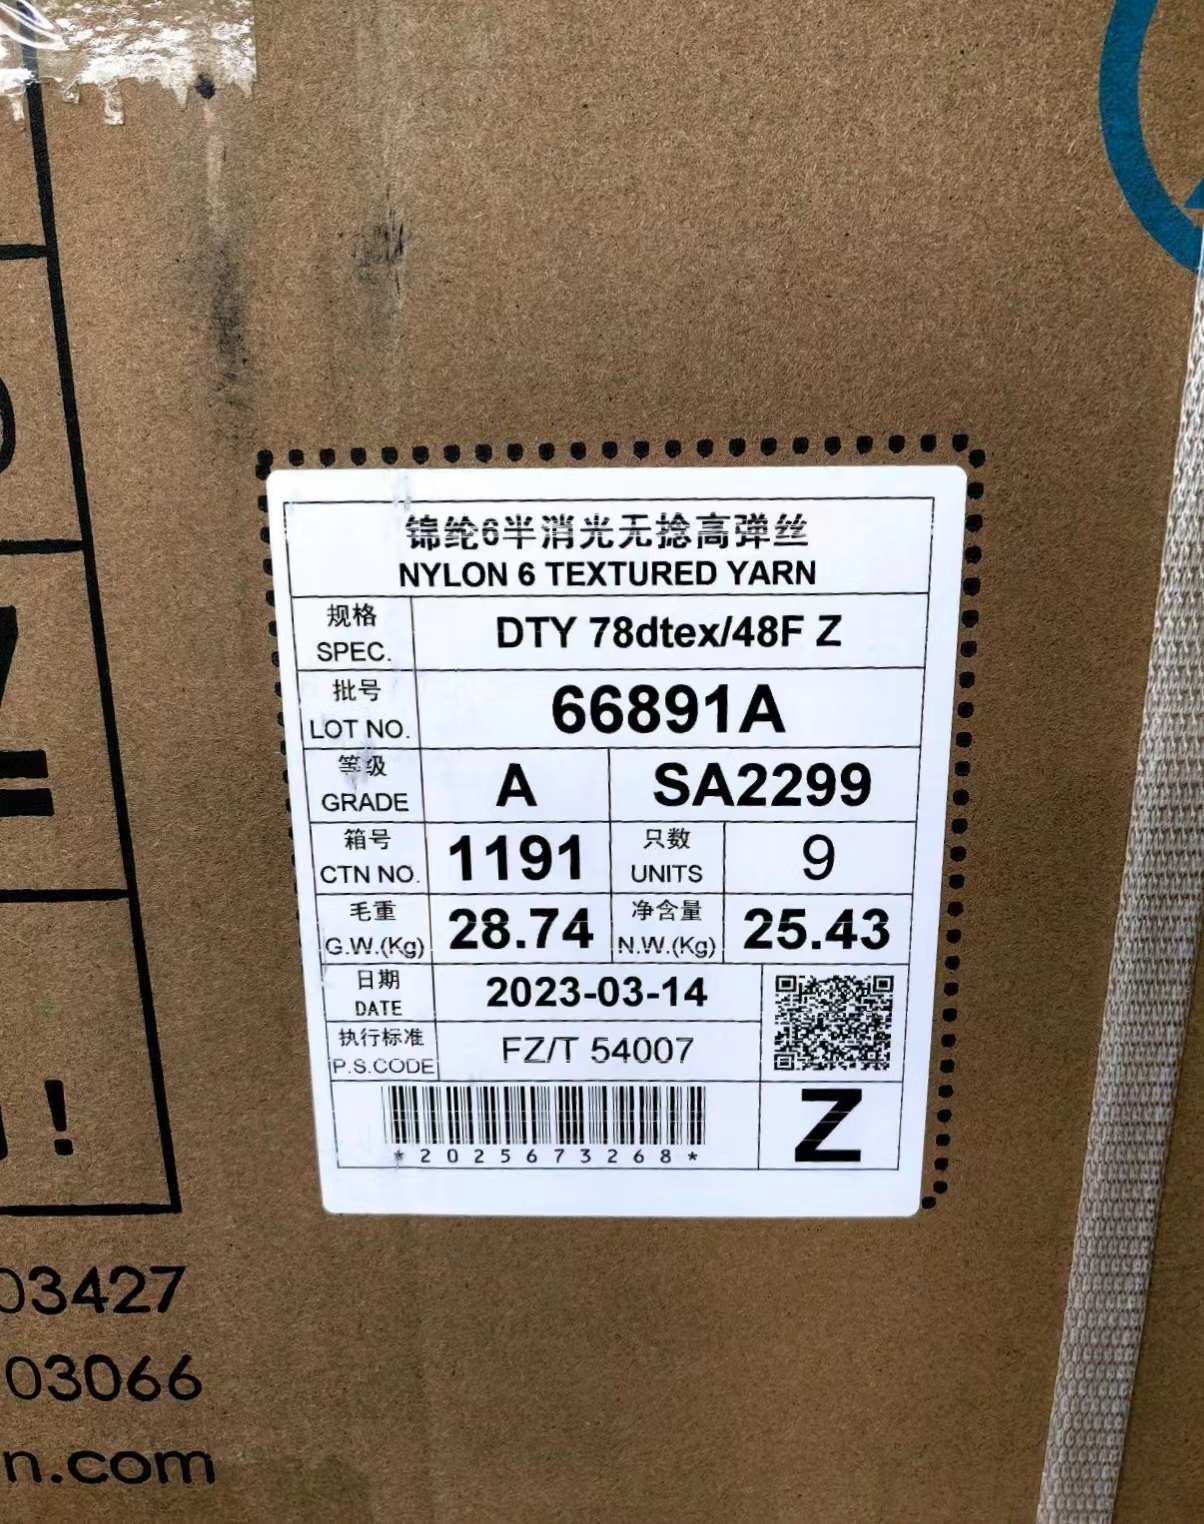 锦纶6半消光无捻高弹丝
NYLON 6 TEXTURED YARN
规格
SPEC.
DTY 78dtex/48F Z
批号
LOT NO.
66891A
等级
GRADE
A
SA2299
箱号
CTN NO.
1191
只数
UNITS
9
毛重
G.W.(Kg)
28.74
净含量
N.W.(Kg)
25.43
日期
DATE
2023-03-14
执行标准
P.S.CODE
FZ/T 54007
*2025673268*
Z
!
03427
03066
n.com